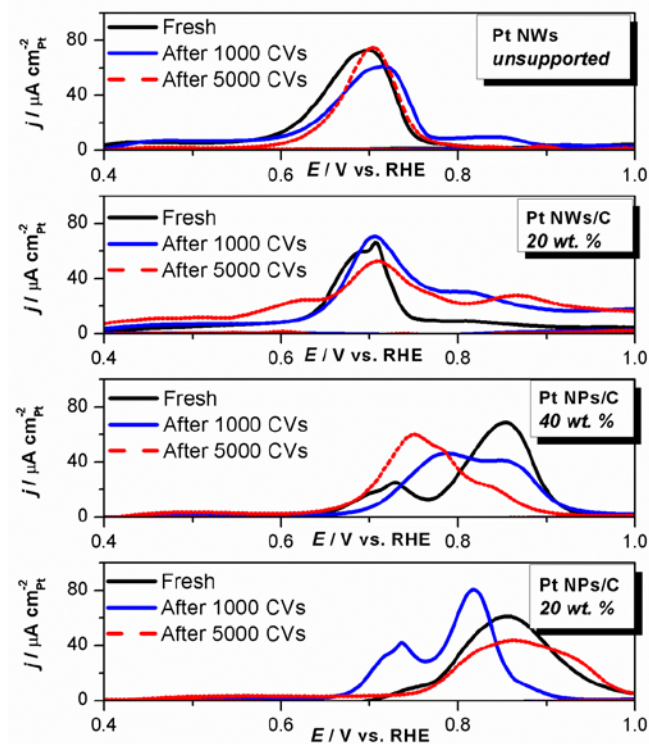 Fresh
After 1000 CVs
After 5000 CVs
Pt NWs
unsupported
j / μA cm⁻²Pt
80
40
0
0.4 0.6 0.8 1.0
E / V vs. RHE
Fresh
After 1000 CVs
After 5000 CVs
Pt NWs/C
20 wt. %
j / μA cm⁻²Pt
80
40
0
0.4 0.6 0.8 1.0
E / V vs. RHE
Fresh
After 1000 CVs
After 5000 CVs
Pt NPs/C
40 wt. %
j / μA cm⁻²Pt
80
40
0
0.4 0.6 0.8 1.0
E / V vs. RHE
Fresh
After 1000 CVs
After 5000 CVs
Pt NPs/C
20 wt. %
j / μA cm⁻²Pt
80
40
0
0.4 0.6 0.8 1.0
E / V vs. RHE